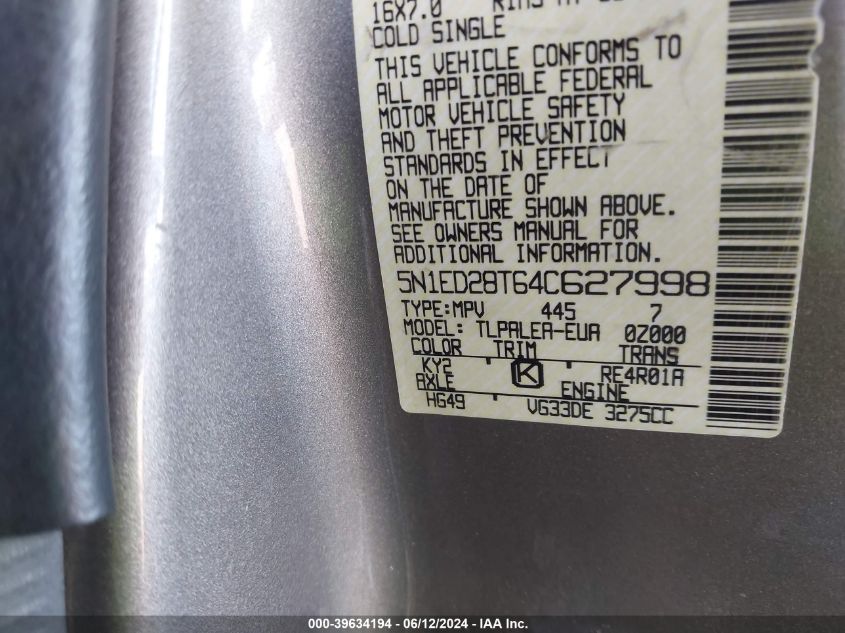 16X7.0
COLD SINGLE
THIS VEHICLE CONFORMS TO
ALL APPLICABLE FEDERAL
MOTOR VEHICLE SAFETY
AND THEFT PREVENTION
STANDARDS IN EFFECT
ON THE DATE OF
MANUFACTURE SHOWN ABOVE.
SEE OWNERS MANUAL FOR
ADDITIONAL INFORMATION.
5N1ED28T64C627998
TYPE:MPV 445 7
MODEL: TLPALEA-EUA 0Z000
COLOR TRIM TRANS
KY2 K RE4R01A
AXLE ENGINE
HG49 VG33DE 3275CC
000-39634194 - 06/12/2024 - IAA Inc.